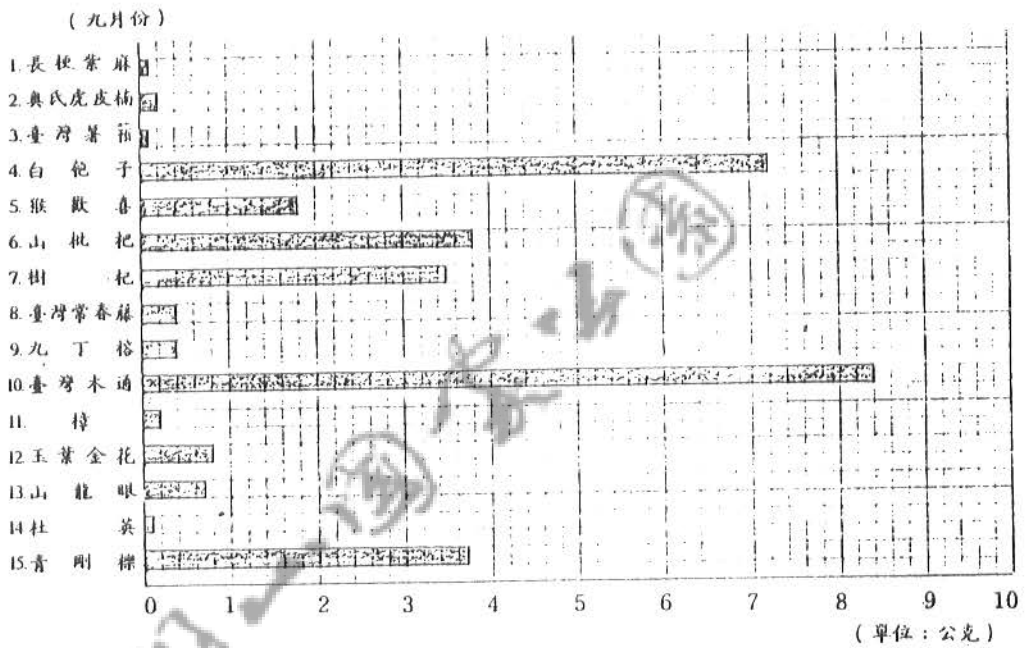 （九月份）
1.長梗紫麻
2.奧氏虎皮楠
3.臺灣薯蕷
4.白匏子
5.猴歡喜
6.山枇杷
7.樹杞
8.臺灣常春藤
9.九丁榕
10.臺灣木通
11.樟
12.玉葉金花
13.山龍眼
14.杜英
15.青剛櫟
0 1 2 3 4 5 6 7 8 9 10
（單位：公克）